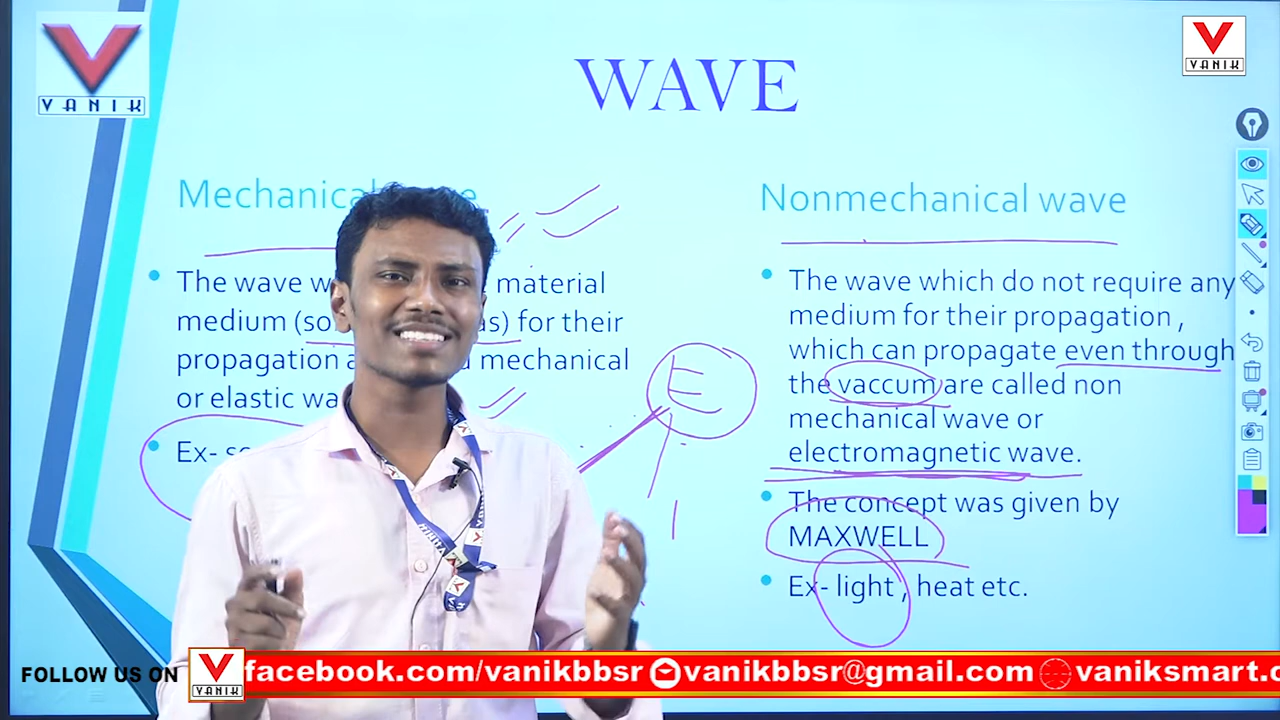 VANIK
VANIK
WAVE
Mechanical
The wave material
medium ( for their
propagation mechanical
or elastic
Ex-
E
Nonmechanical wave
The wave which do not require any
medium for their propagation ,
which can propagate even through
the vaccum are called non
mechanical wave or
electromagnetic wave.
The concept was given by
MAXWELL
Ex- light , heat etc.
FOLLOW US ON
VANIK
facebook.com/vanikbbsr
vanikbbsr@gmail.com
vaniksmart.c